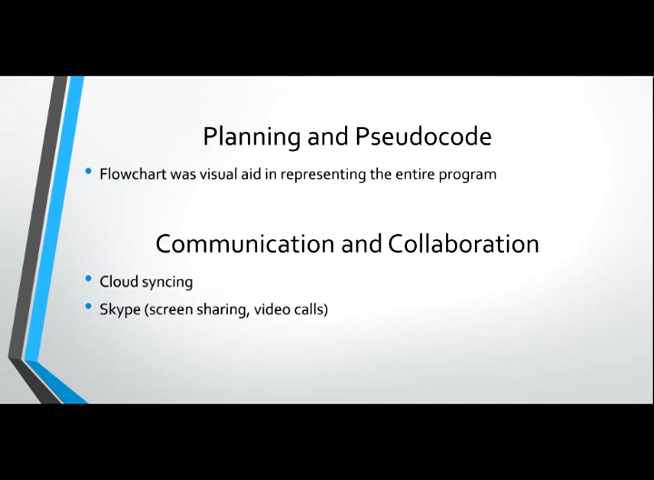 Planning and Pseudocode
• Flowchart was visual aid in representing the entire program
Communication and Collaboration
• Cloud syncing
• Skype (screen sharing, video calls)